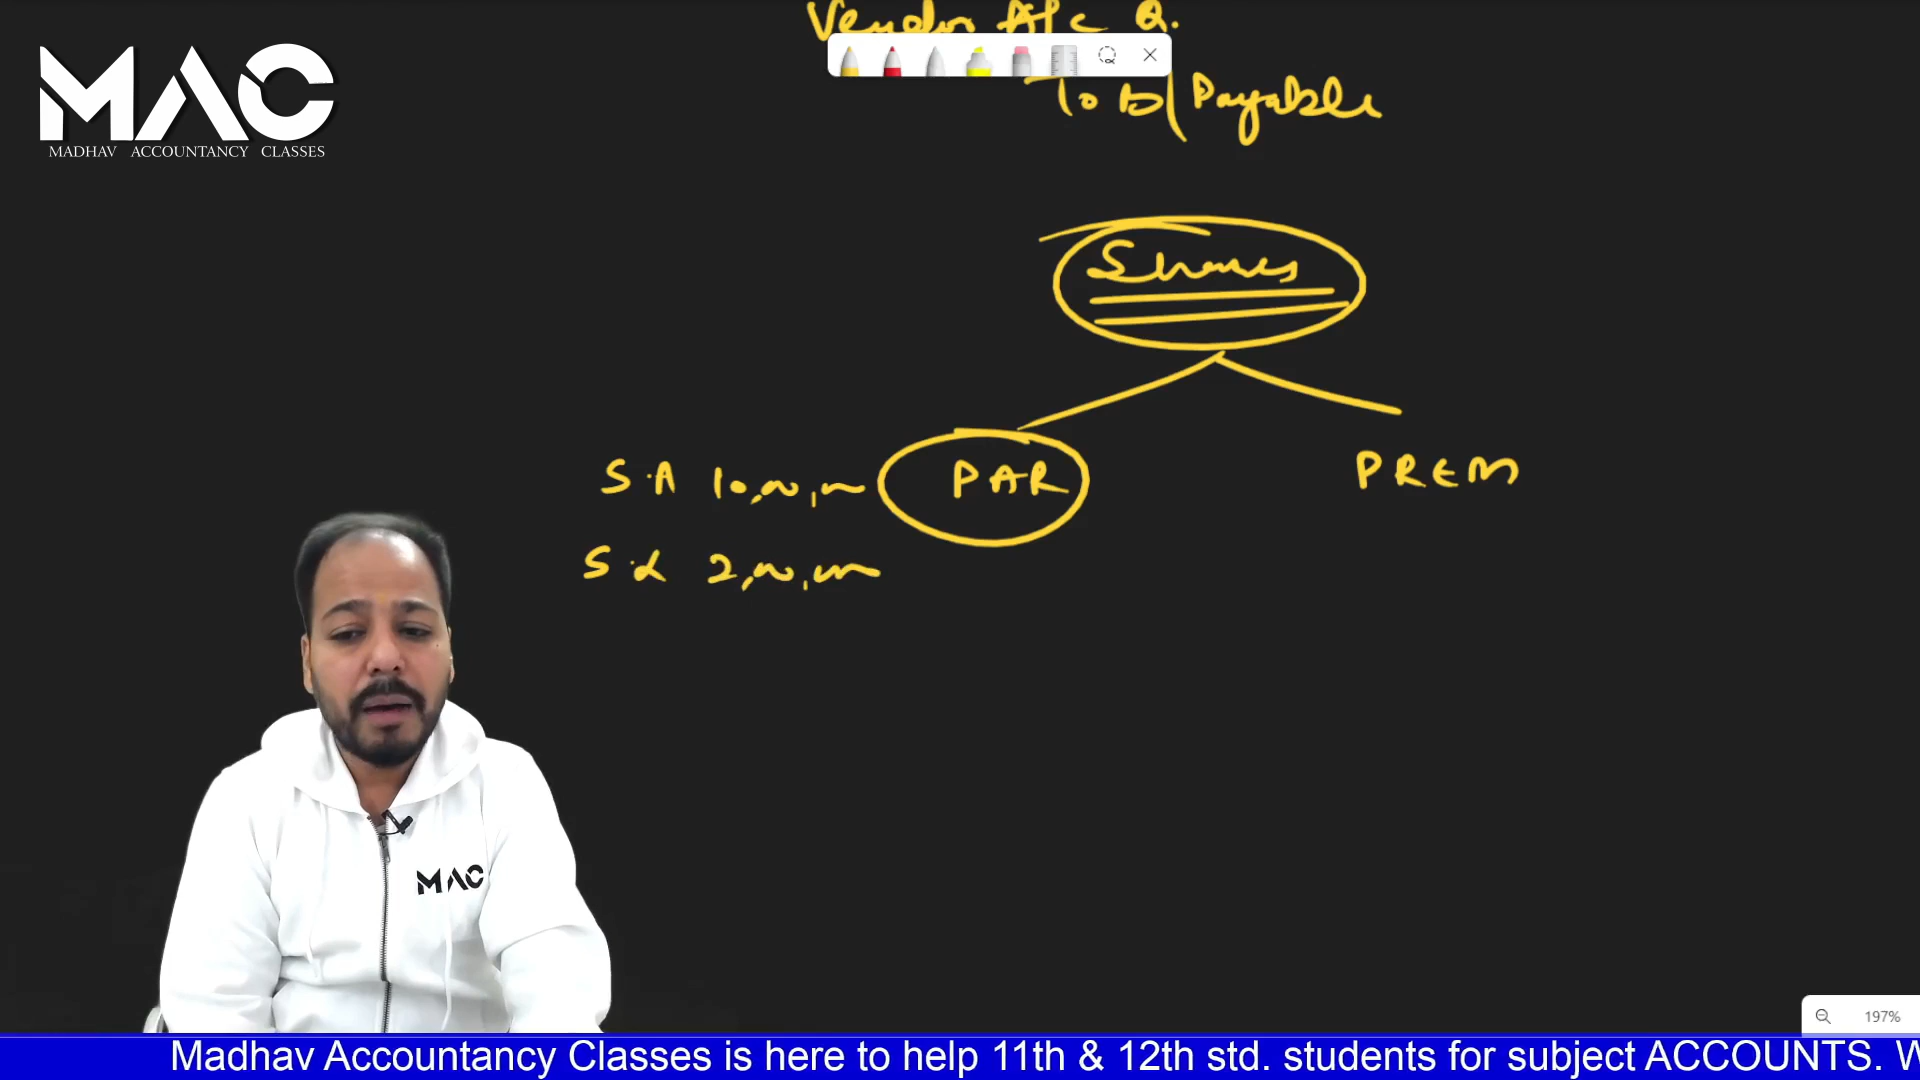 Vendor A/c Dr.
To B/Payable
MAC
MADHAV ACCOUNTANCY CLASSES
Shares
PAR
PREM
S.A 10,00,000
S.L 2,00,000
MAC
197%
Madhav Accountancy Classes is here to help 11th & 12th std. students for subject ACCOUNTS. W